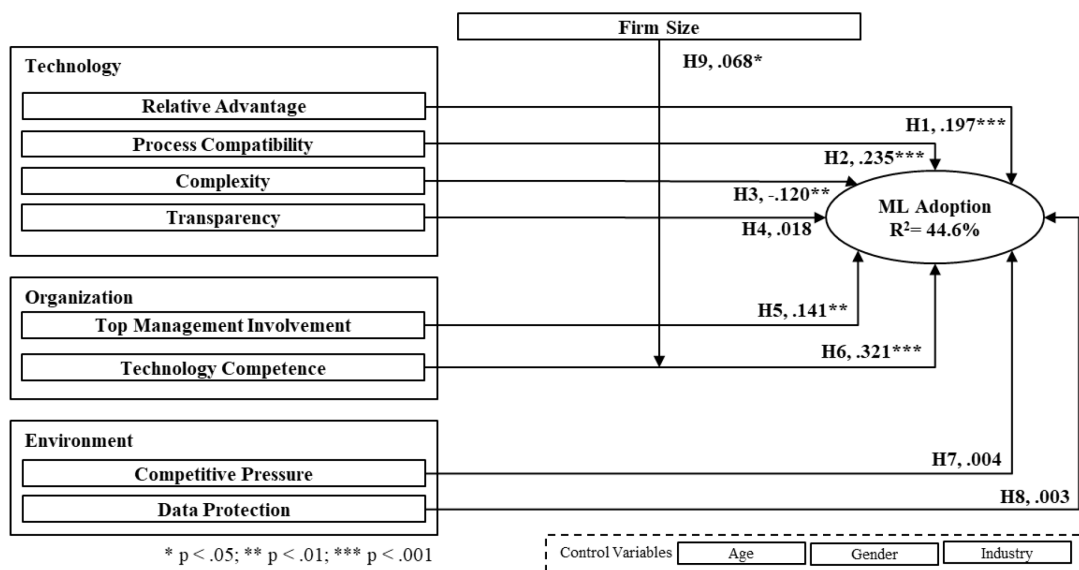 Firm Size
H9, .068*
Technology
Relative Advantage
H1, .197***
Process Compatibility
H2, .235***
Complexity
H3, -.120**
Transparency
H4, .018
ML Adoption
R²= 44.6%
Organization
Top Management Involvement
H5, .141**
Technology Competence
H6, .321***
Environment
Competitive Pressure
H7, .004
Data Protection
H8, .003
* p < .05; ** p < .01; *** p < .001
Control Variables Age Gender Industry